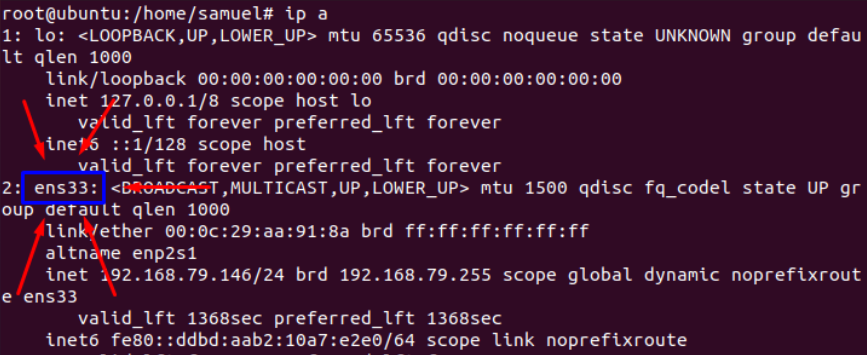 root@ubuntu:/home/samuel# ip a
1: lo: <LOOPBACK,UP,LOWER_UP> mtu 65536 qdisc noqueue state UNKNOWN group defau
lt qlen 1000
link/loopback 00:00:00:00:00:00 brd 00:00:00:00:00:00
inet 127.0.0.1/8 scope host lo
valid_lft forever preferred_lft forever
inet6 ::1/128 scope host
valid_lft forever preferred_lft forever
2: ens33: <BROADCAST,MULTICAST,UP,LOWER_UP> mtu 1500 qdisc fq_codel state UP gr
oup default qlen 1000
link/ether 00:0c:29:aa:91:8a brd ff:ff:ff:ff:ff:ff
altname enp2s1
inet 192.168.79.146/24 brd 192.168.79.255 scope global dynamic noprefixrout
e ens33
valid_lft 1368sec preferred_lft 1368sec
inet6 fe80::ddbd:aab2:10a7:e2e0/64 scope link noprefixroute